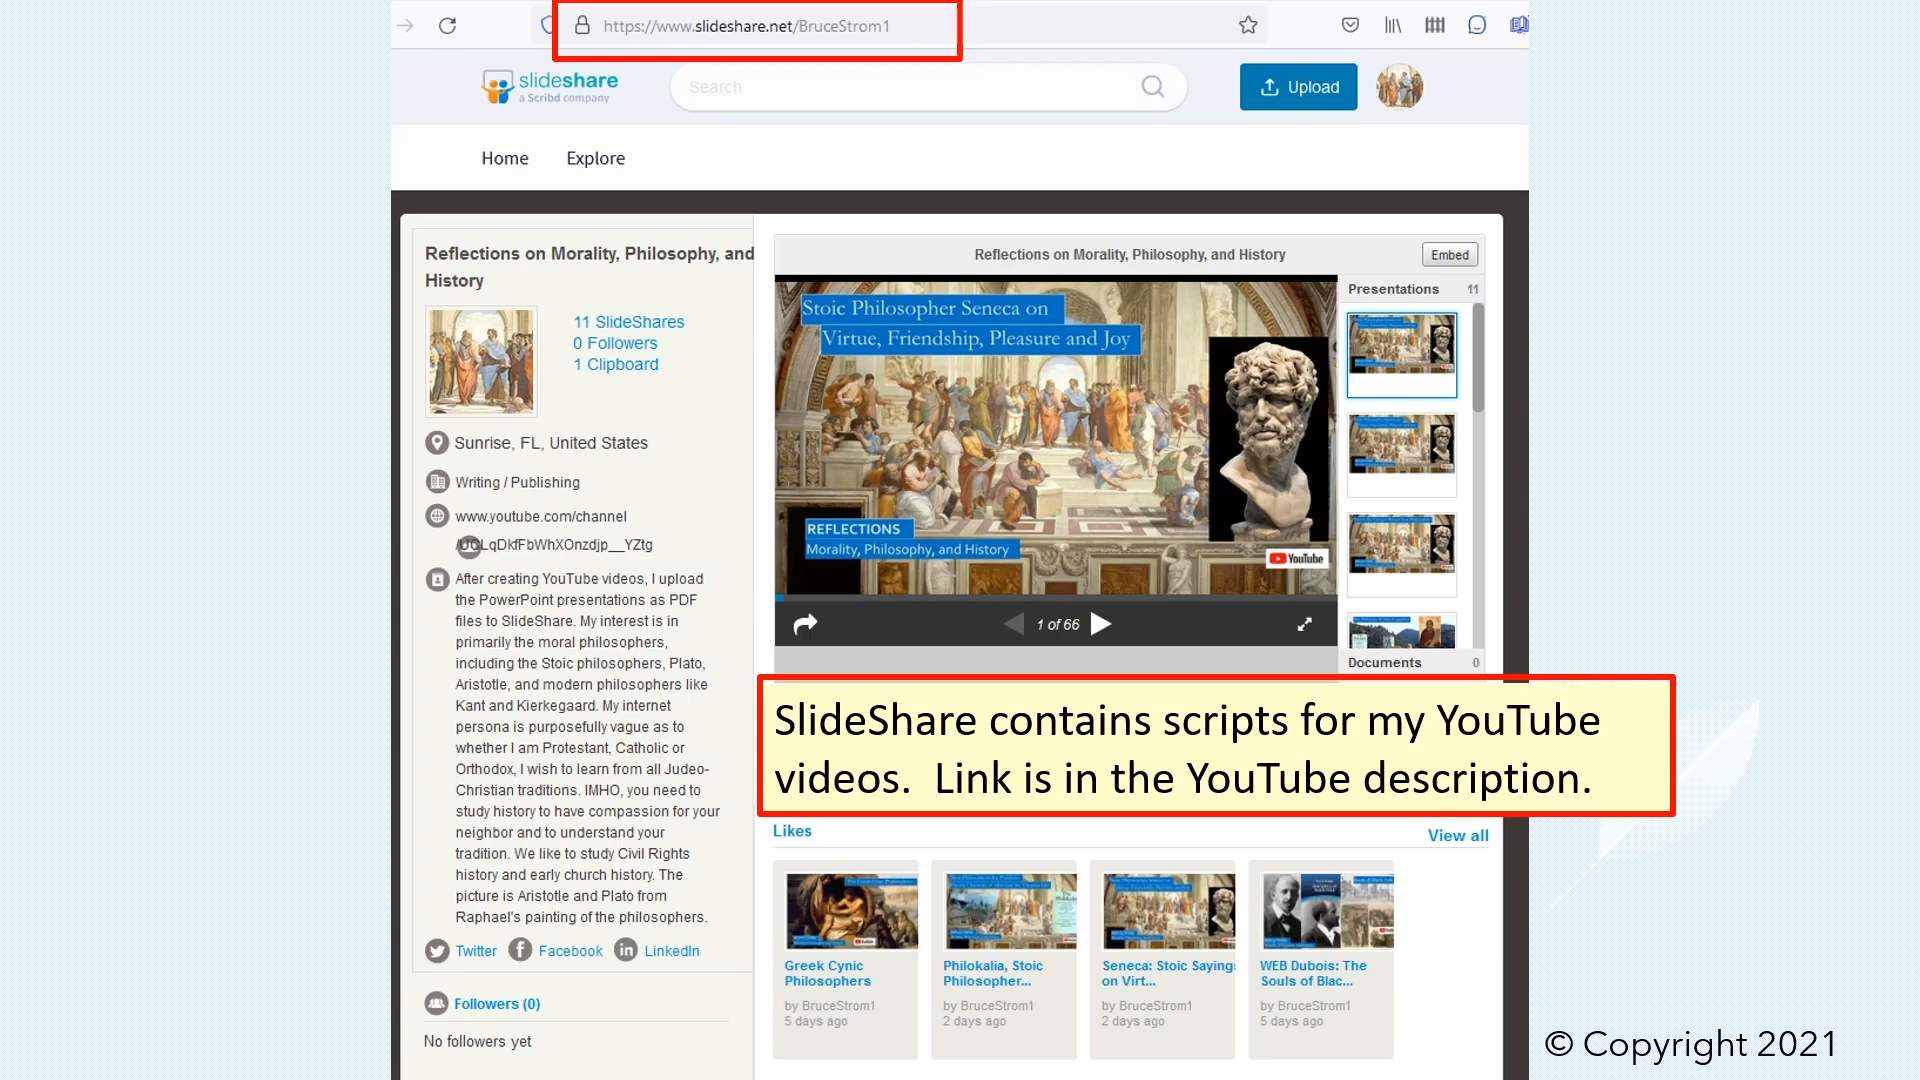 https://www.slideshare.net/BruceStrom1
slideshare
a Scribd company
Search
Upload
Home
Explore
Reflections on Morality, Philosophy, and
History
11 SlideShares
0 Followers
1 Clipboard
Sunrise, FL, United States
Writing / Publishing
www.youtube.com/channel
/UCLqDkfFbWhXOnzdjp__YZtg
After creating YouTube videos, I upload
the PowerPoint presentations as PDF
files to SlideShare. My interest is in
primarily the moral philosophers,
including the Stoic philosophers, Plato,
Aristotle, and modern philosophers like
Kant and Kierkegaard. My internet
persona is purposefully vague as to
whether I am Protestant, Catholic or
Orthodox, I wish to learn from all Judeo-
Christian traditions. IMHO, you need to
study history to have compassion for your
neighbor and to understand your
tradition. We like to study Civil Rights
history and early church history. The
picture is Aristotle and Plato from
Raphael's painting of the philosophers.
Twitter
Facebook
LinkedIn
Followers (0)
No followers yet
Reflections on Morality, Philosophy, and History
Embed
Stoic Philosopher Seneca on
Virtue, Friendship, Pleasure and Joy
REFLECTIONS
Morality, Philosophy, and History
YouTube
1 of 66
Presentations 11
Documents 0
SlideShare contains scripts for my YouTube
videos.  Link is in the YouTube description.
Likes
View all
Greek Cynic
Philosophers
by BruceStrom1
5 days ago
Philokalia, Stoic
Philosopher...
by BruceStrom1
2 days ago
Seneca: Stoic Sayings
on Virt...
by BruceStrom1
2 days ago
WEB Dubois: The
Souls of Blac...
by BruceStrom1
5 days ago
© Copyright 2021